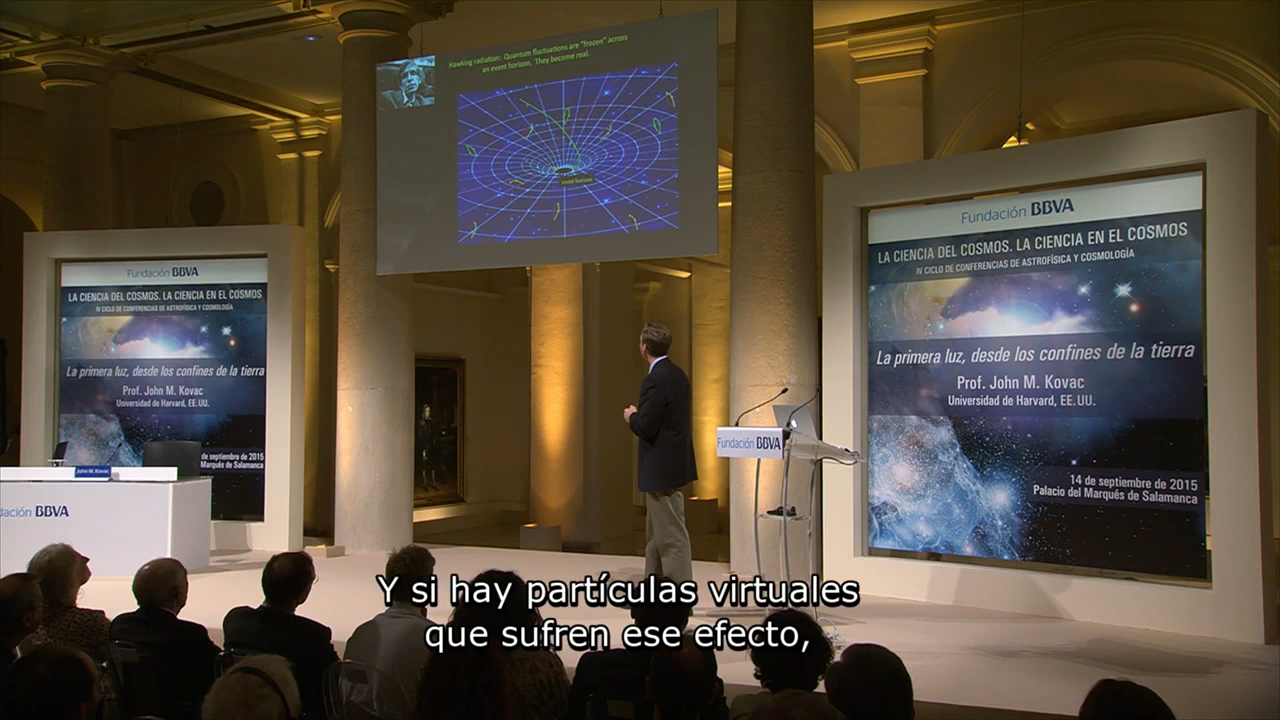 Hawking radiation: Quantum fluctuations are "frozen" across
an event horizon. They become real.
event horizon
Fundación BBVA
LA CIENCIA DEL COSMOS. LA CIENCIA EN EL COSMOS
IV CICLO DE CONFERENCIAS DE ASTROFÍSICA Y COSMOLOGÍA
La primera luz, desde los confines de la tierra
Prof. John M. Kovac
Universidad de Harvard, EE.UU.
de septiembre de 2015
Marqués de Salamanca
John M. Kovac
dación BBVA
Fundación BBVA
Fundación BBVA
LA CIENCIA DEL COSMOS. LA CIENCIA EN EL COSMOS
IV CICLO DE CONFERENCIAS DE ASTROFÍSICA Y COSMOLOGÍA
La primera luz, desde los confines de la tierra
Prof. John M. Kovac
Universidad de Harvard, EE.UU.
14 de septiembre de 2015
Palacio del Marqués de Salamanca
Y si hay partículas virtuales
que sufren ese efecto,